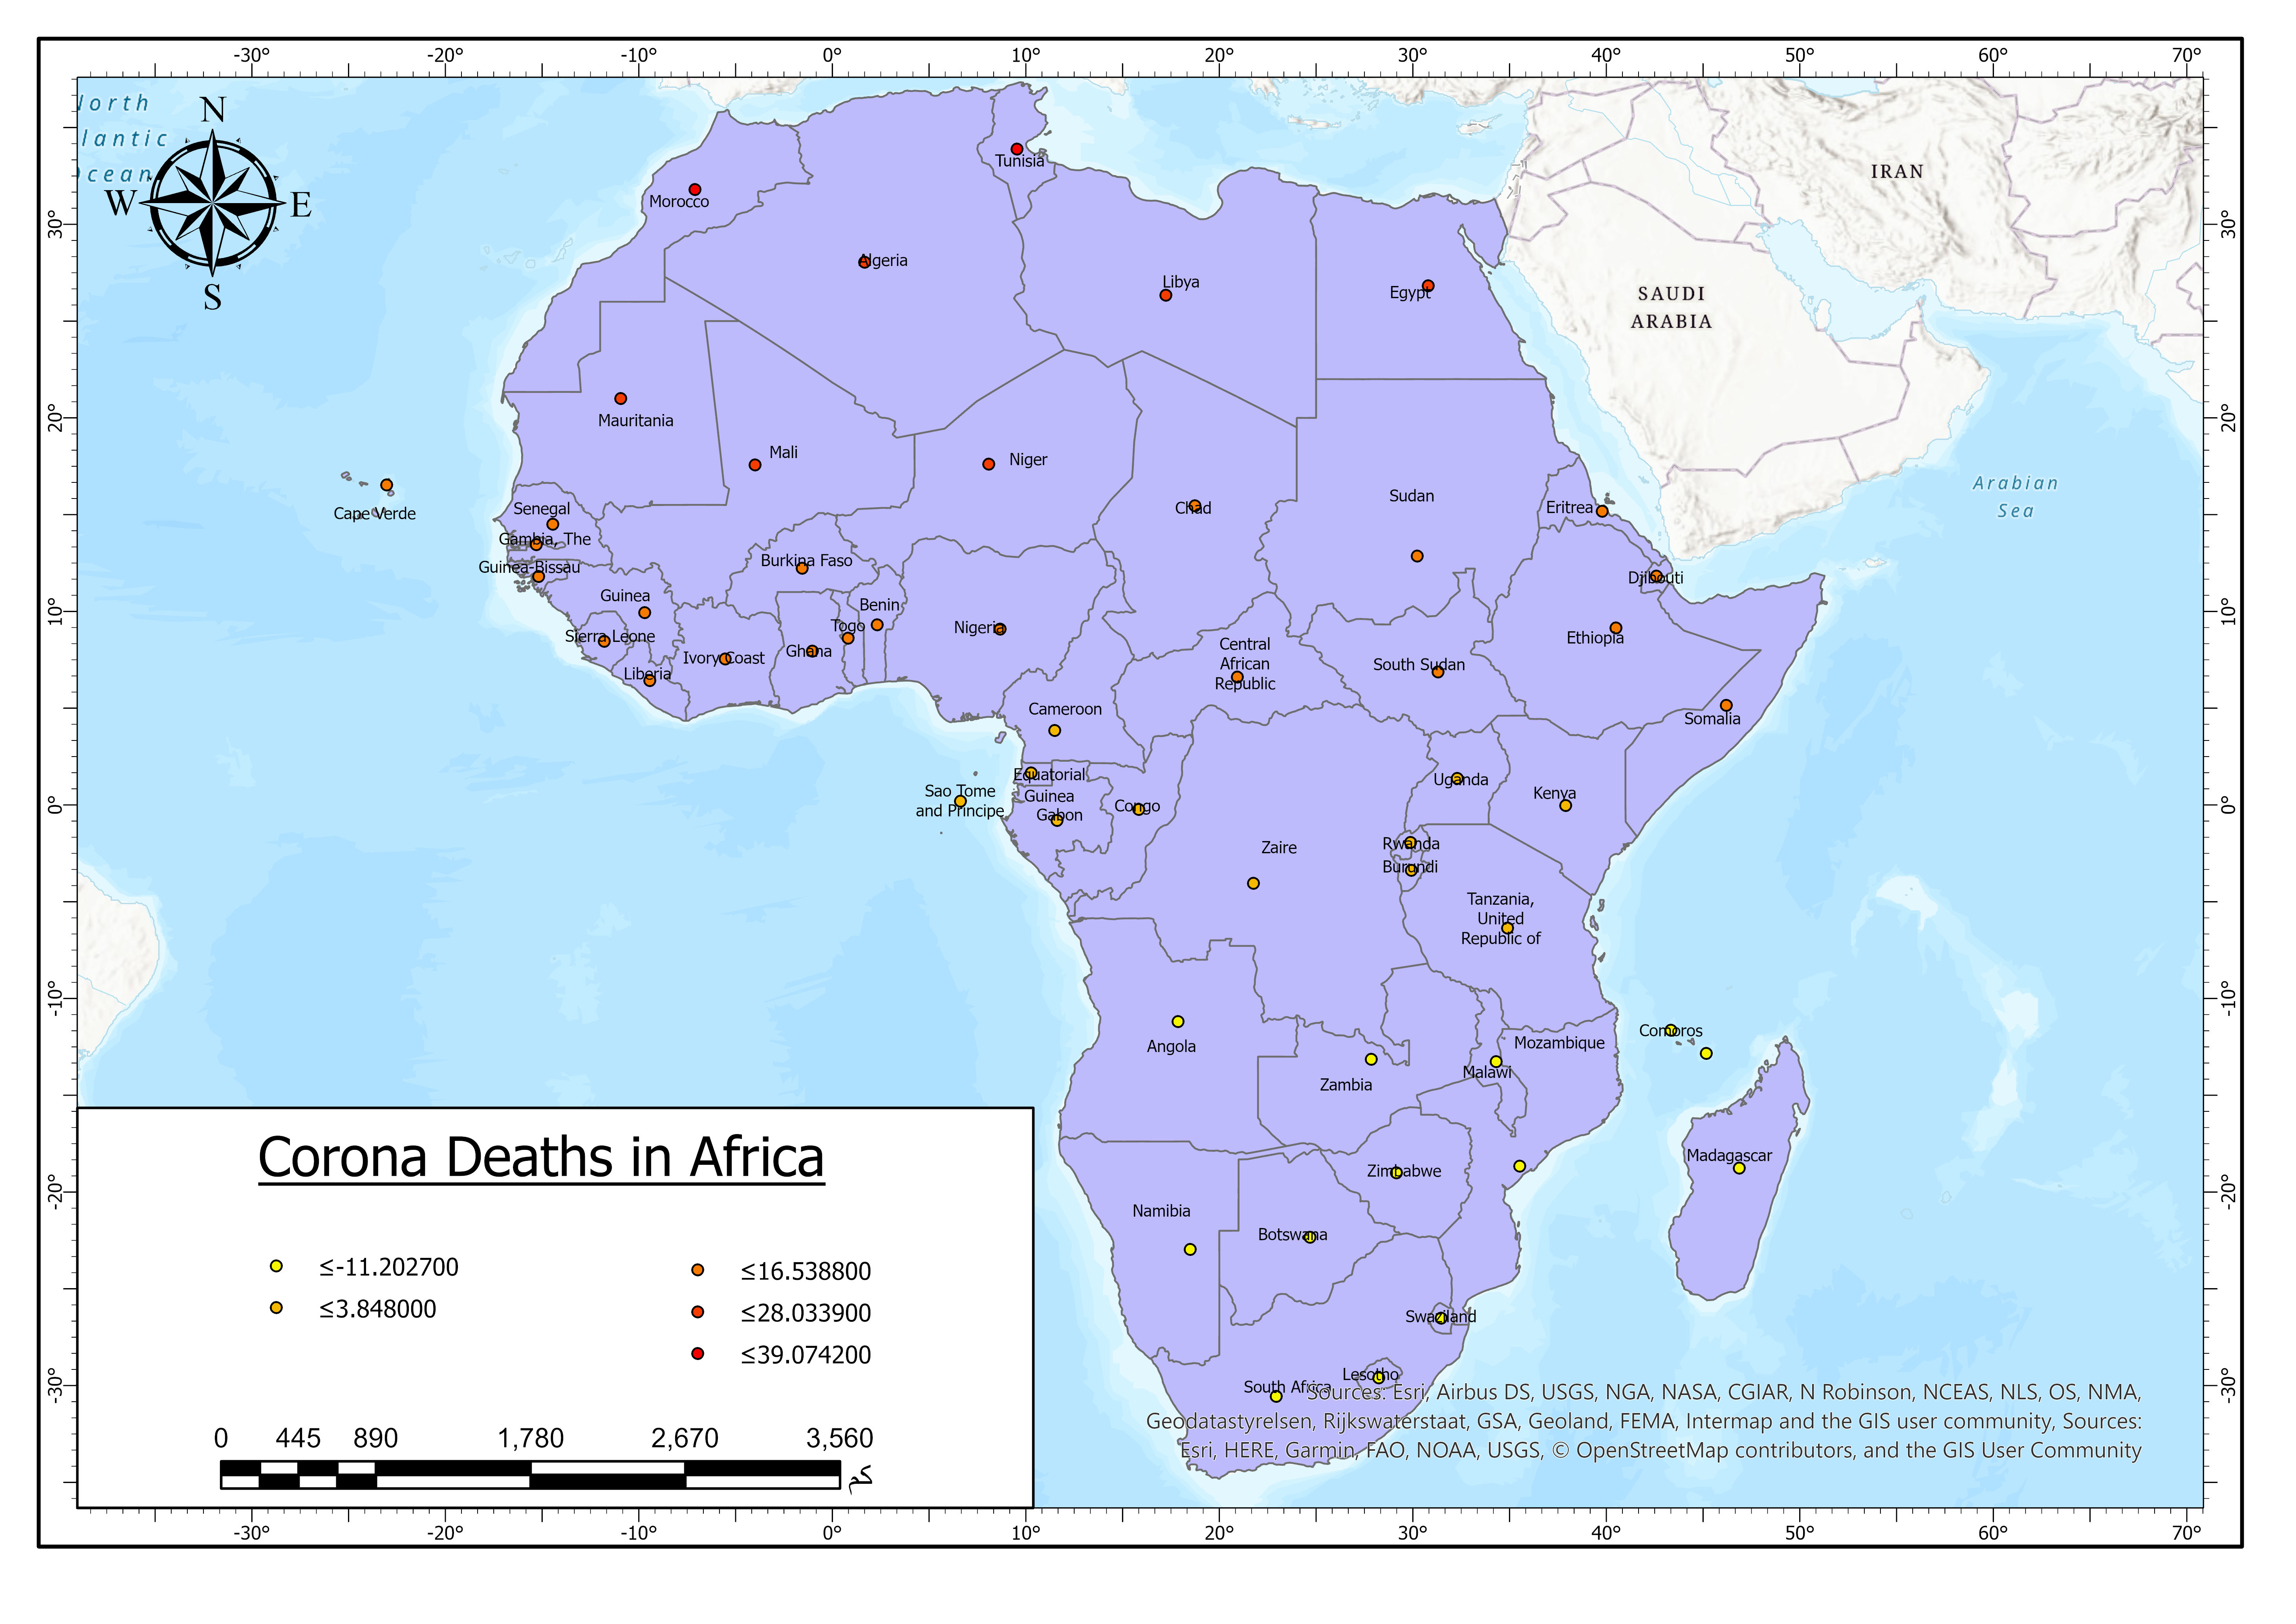 -30° -20° -10° 0° 10° 20° 30° 40° 50° 60° 70°
North
Atlantic
Ocean
N
W E
S
IRAN
SAUDI
ARABIA
Arabian
Sea
30° 30°
20° 20°
10° 10°
0° 0°
-10° -10°
-20° -20°
-30° -30°
Tunisia
Morocco
Algeria
Libya
Egypt
Mauritania
Mali
Niger
Chad
Sudan
Eritrea
Cape Verde
Senegal
Gambia, The
Guinea-Bissau
Burkina Faso
Djibouti
Guinea
Benin
Togo
Nigeria
Sierra Leone
Ivory Coast
Ghana
Liberia
Central
African
Republic
South Sudan
Ethiopia
Somalia
Cameroon
Equatorial
Guinea
Sao Tome
and Principe
Gabon
Congo
Uganda
Kenya
Zaire
Rwanda
Burundi
Tanzania,
United
Republic of
Angola
Zambia
Malawi
Mozambique
Comoros
Madagascar
Zimbabwe
Namibia
Botswana
Swaziland
Lesotho
South Africa
Corona Deaths in Africa
≤-11.202700
≤3.848000
≤16.538800
≤28.033900
≤39.074200
0 445 890 1,780 2,670 3,560
كم
Sources: Esri, Airbus DS, USGS, NGA, NASA, CGIAR, N Robinson, NCEAS, NLS, OS, NMA,
Geodatastyrelsen, Rijkswaterstaat, GSA, Geoland, FEMA, Intermap and the GIS user community, Sources:
Esri, HERE, Garmin, FAO, NOAA, USGS, © OpenStreetMap contributors, and the GIS User Community
-30° -20° -10° 0° 10° 20° 30° 40° 50° 60° 70°